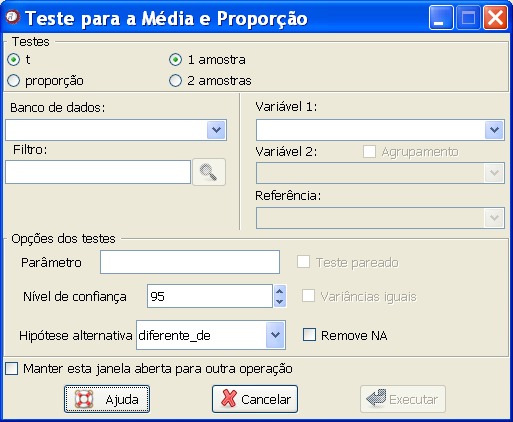 Teste para a Média e Proporção
Testes
t
1 amostra
proporção
2 amostras
Banco de dados:
Filtro:
Variável 1:
Variável 2:
Agrupamento
Referência:
Opções dos testes
Parâmetro
Teste pareado
Nível de confiança
95
Variâncias iguais
Hipótese alternativa
diferente_de
Remove NA
Manter esta janela aberta para outra operação
Ajuda
Cancelar
Executar